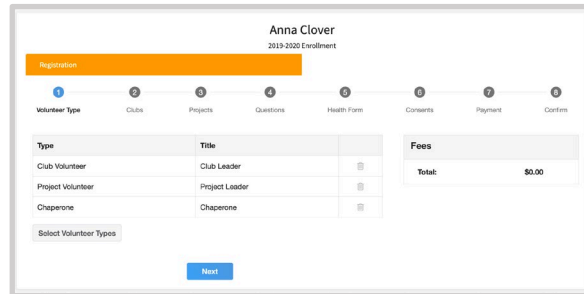 Anna Clover
2019-2020 Enrollment
Registration
1 2 3 4 5 6 7 8
Volunteer Type Clubs Projects Questions Health Form Consents Payment Confirm
Type Title
Club Volunteer Club Leader
Project Volunteer Project Leader
Chaperone Chaperone
Select Volunteer Types
Fees
Total: $0.00
Next